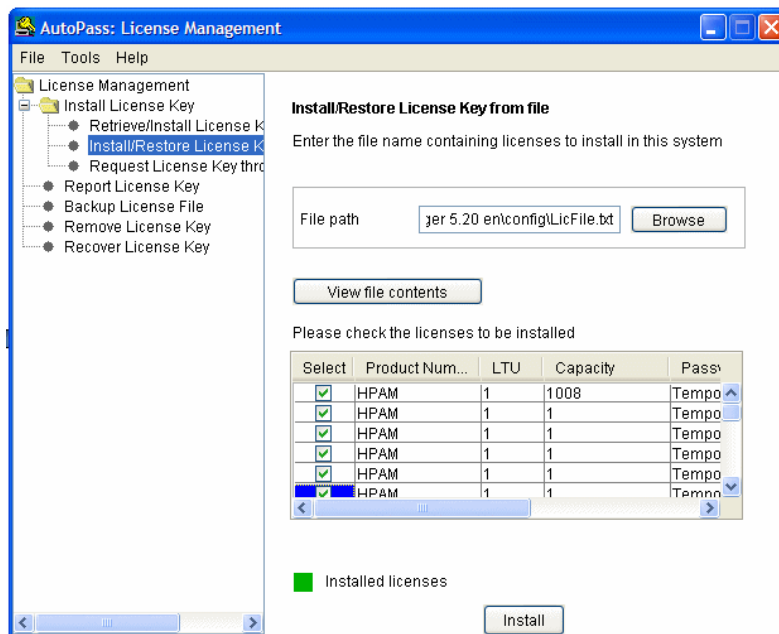 AutoPass: License Management
File Tools Help
License Management
Install License Key
Retrieve/Install License K
Install/Restore License K
Request License Key thro
Report License Key
Backup License File
Remove License Key
Recover License Key
Install/Restore License Key from file
Enter the file name containing licenses to install in this system
File path ger 5.20 en\config\LicFile.txt Browse
View file contents
Please check the licenses to be installed
Select Product Num... LTU Capacity Passw
HPAM 1 1008 Tempo
HPAM 1 1 Tempo
HPAM 1 1 Tempo
HPAM 1 1 Tempo
HPAM 1 1 Tempo
HPAM 1 1 Tempo
Installed licenses
Install